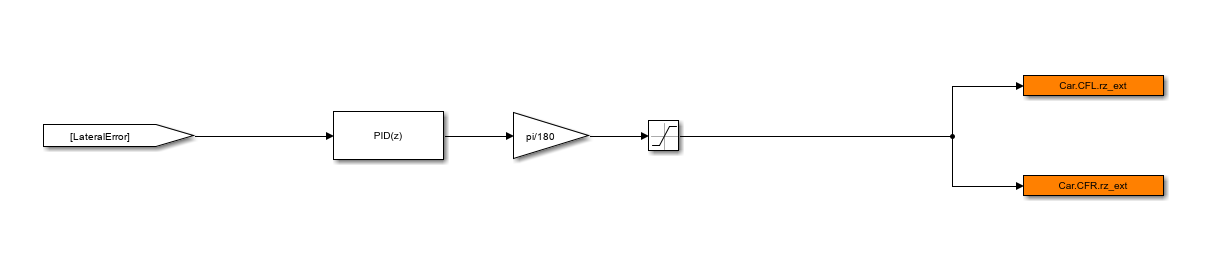 [LateralError]
PID(z)
pi/180
Car.CFL.rz_ext
Car.CFR.rz_ext